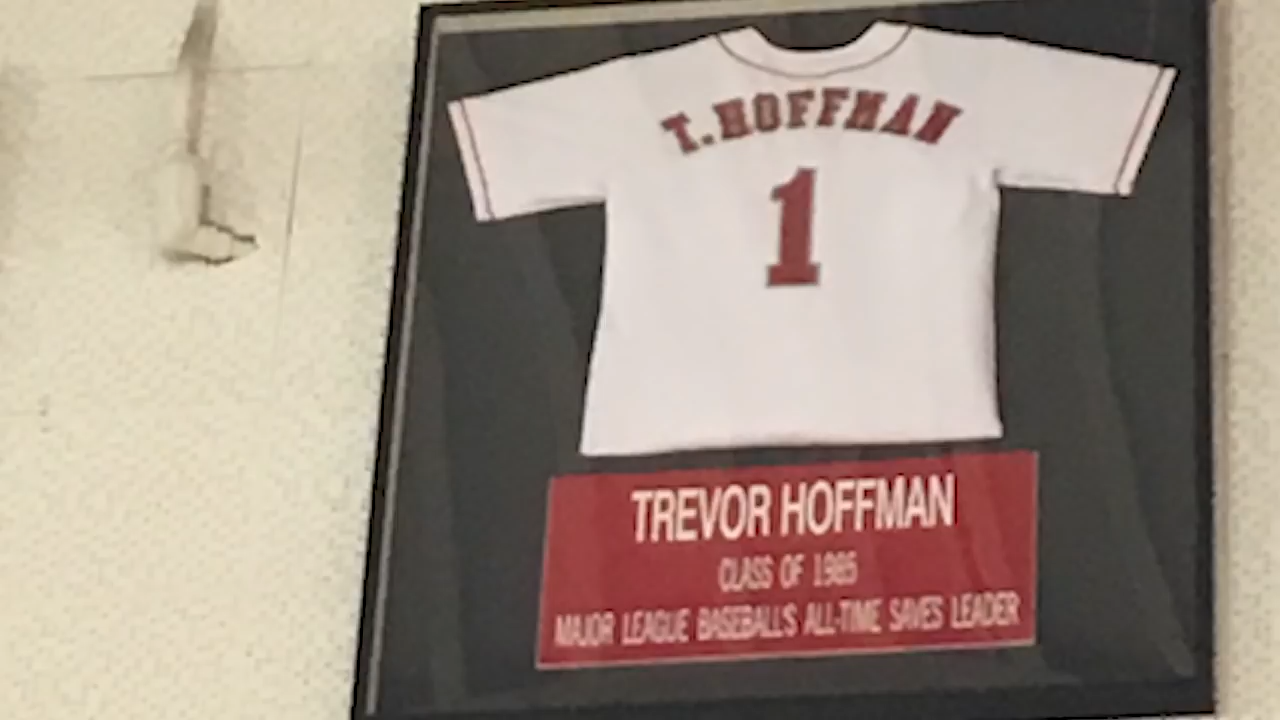 T. HOFFMAN
1
TREVOR HOFFMAN
CLASS OF 1985
MAJOR LEAGUE BASEBALLS ALL-TIME SAVES LEADER